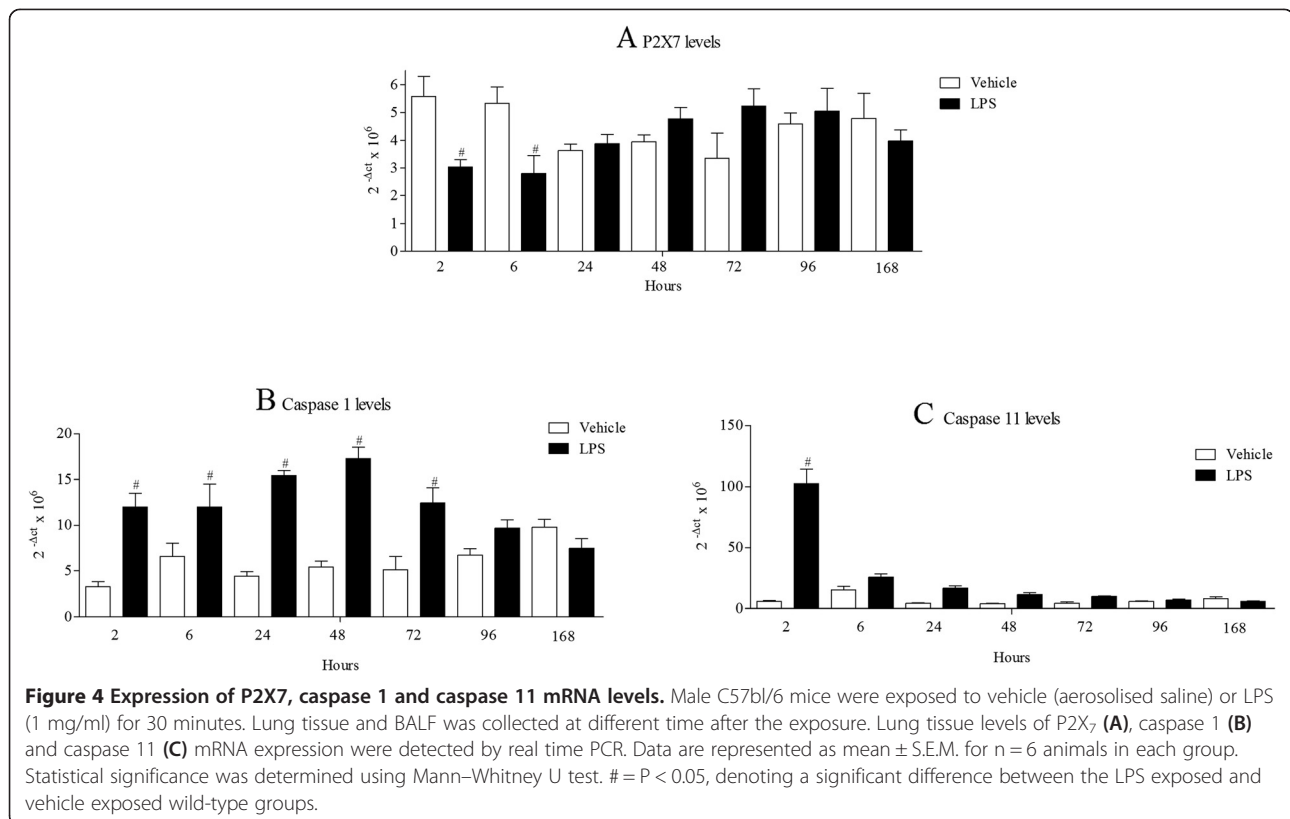 A P2X7 levels
Vehicle
LPS
6
5
4
3
2
1
0
2 -Δct x 10 6
#
#
2 6 24 48 72 96 168
Hours
B Caspase 1 levels
Vehicle
LPS
20
15
10
5
0
2 -Δct x 10 6
# # # # #
2 6 24 48 72 96 168
Hours
C Caspase 11 levels
Vehicle
LPS
150
100
50
0
2 -Δct x 10 6
#
2 6 24 48 72 96 168
Hours
Figure 4 Expression of P2X7, caspase 1 and caspase 11 mRNA levels. Male C57bl/6 mice were exposed to vehicle (aerosolised saline) or LPS
(1 mg/ml) for 30 minutes. Lung tissue and BALF was collected at different time after the exposure. Lung tissue levels of P2X₇ (A), caspase 1 (B)
and caspase 11 (C) mRNA expression were detected by real time PCR. Data are represented as mean ± S.E.M. for n = 6 animals in each group.
Statistical significance was determined using Mann–Whitney U test. # = P < 0.05, denoting a significant difference between the LPS exposed and
vehicle exposed wild-type groups.